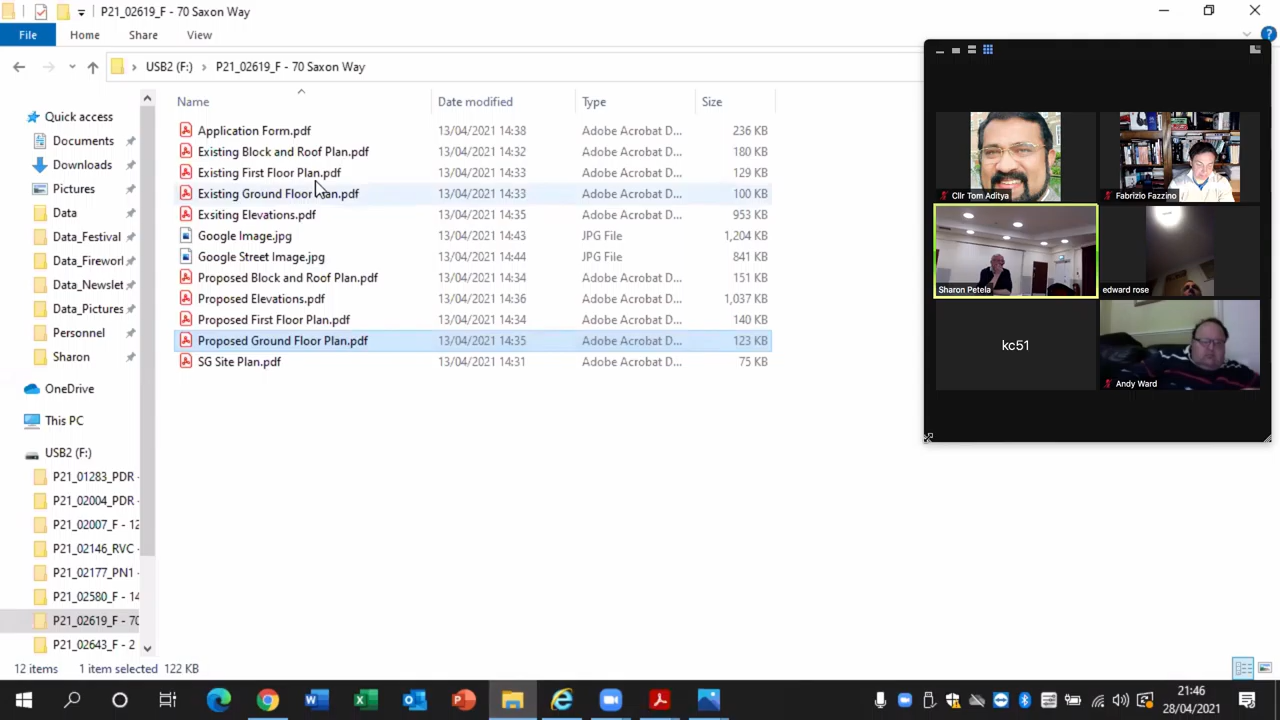 P21_02619_F - 70 Saxon Way
File Home Share View
USB2 (F:) P21_02619_F - 70 Saxon Way
Name Date modified Type Size
Quick access
Documents
Downloads
Pictures
Data
Data_Festival
Data_Firewor
Data_Newslet
Data_Pictures
Personnel
Sharon
OneDrive
This PC
USB2 (F:)
P21_01283_PDR -
P21_02004_PDR -
P21_02007_F - 12
P21_02146_RVC -
P21_02177_PN1 -
P21_02580_F - 14
P21_02619_F - 70
P21_02643_F - 2
Application Form.pdf 13/04/2021 14:38 Adobe Acrobat D... 236 KB
Existing Block and Roof Plan.pdf 13/04/2021 14:32 Adobe Acrobat D... 180 KB
Existing First Floor Plan.pdf 13/04/2021 14:33 Adobe Acrobat D... 129 KB
Existing Ground Floor Plan.pdf 13/04/2021 14:33 Adobe Acrobat D... 100 KB
Exsiting Elevations.pdf 13/04/2021 14:35 Adobe Acrobat D... 953 KB
Google Image.jpg 13/04/2021 14:43 JPG File 1,204 KB
Google Street Image.jpg 13/04/2021 14:44 JPG File 841 KB
Proposed Block and Roof Plan.pdf 13/04/2021 14:34 Adobe Acrobat D... 151 KB
Proposed Elevations.pdf 13/04/2021 14:36 Adobe Acrobat D... 1,037 KB
Proposed First Floor Plan.pdf 13/04/2021 14:34 Adobe Acrobat D... 140 KB
Proposed Ground Floor Plan.pdf 13/04/2021 14:35 Adobe Acrobat D... 123 KB
SG Site Plan.pdf 13/04/2021 14:31 Adobe Acrobat D... 75 KB
Cllr Tom Aditya
Fabrizio Fazzino
Sharon Petela
edward rose
kc51
Andy Ward
12 items 1 item selected 122 KB
21:46
28/04/2021